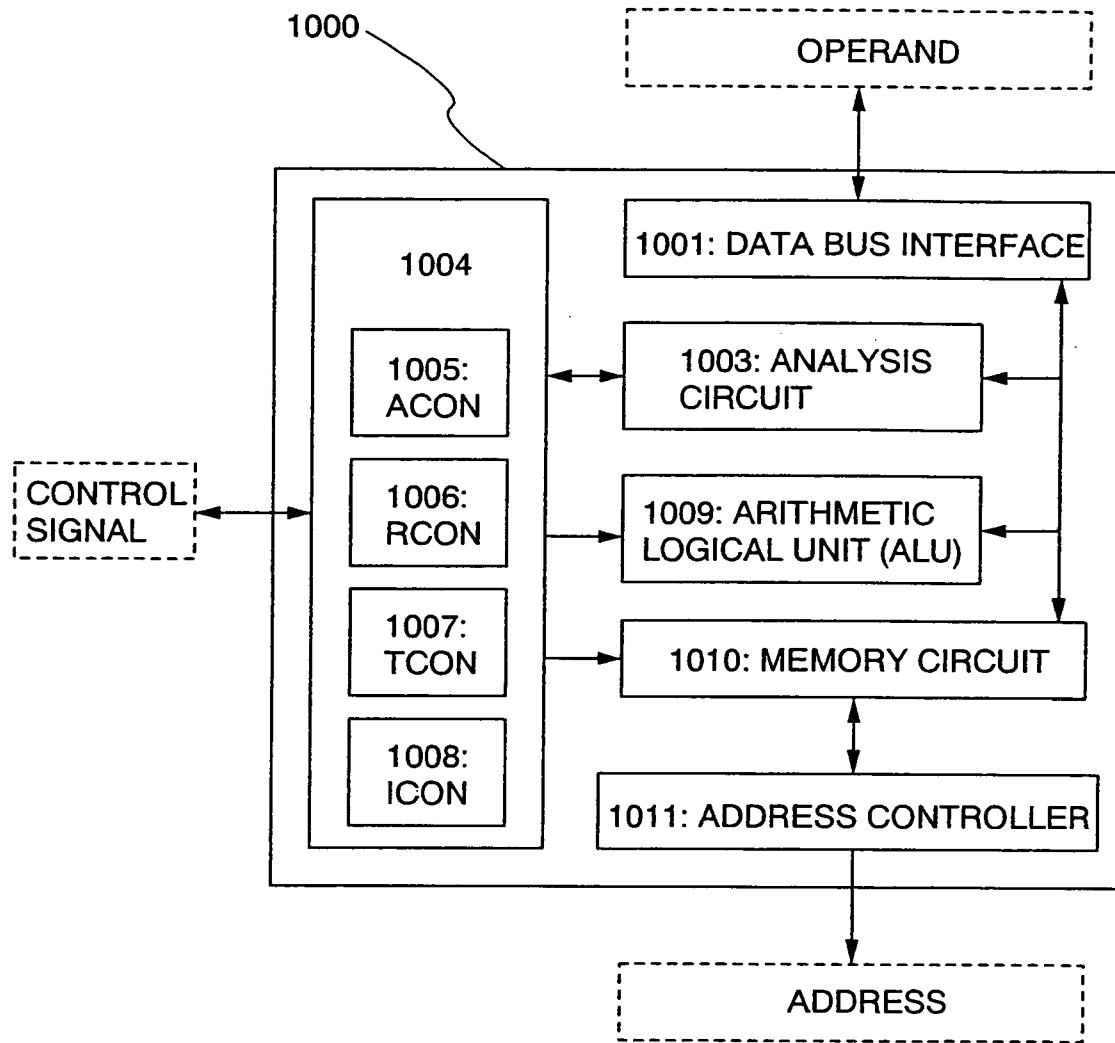 1000
OPERAND
1001: DATA BUS INTERFACE
1004
1005:
ACON
1003: ANALYSIS
CIRCUIT
CONTROL
SIGNAL
1006:
RCON
1009: ARITHMETIC
LOGICAL UNIT (ALU)
1007:
TCON
1010: MEMORY CIRCUIT
1008:
ICON
1011: ADDRESS CONTROLLER
ADDRESS